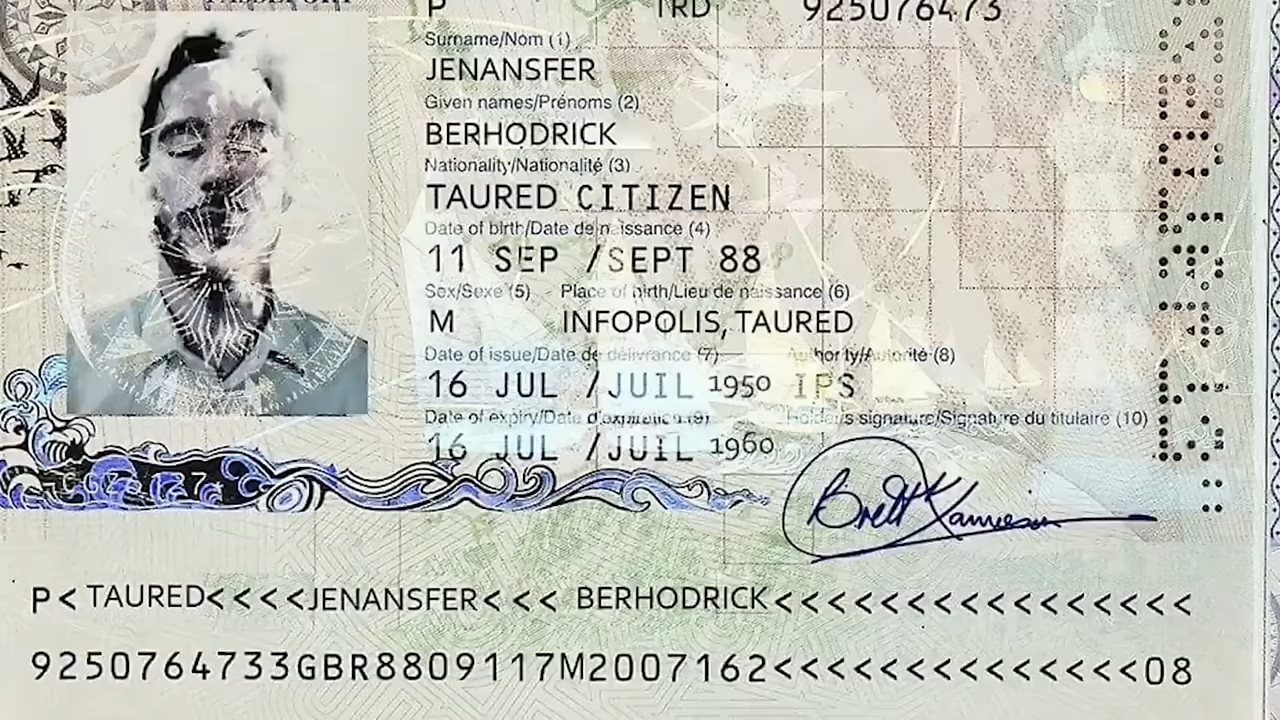 PASSPORT
P TRD 925076473
Surname/Nom (1)
JENANSFER
Given names/Prénoms (2)
BERHODRICK
Nationality/Nationalité (3)
TAURED CITIZEN
Date of birth/Date de naissance (4)
11 SEP /SEPT 88
Sex/Sexe (5) Place of birth/Lieu de naissance (6)
M INFOPOLIS, TAURED
Date of issue/Date de délivrance (7) Authority/Autorité (8)
16 JUL /JUIL 1950 IPS
Date of expiry/Date d'expiration (9) Holder's signature/Signature du titulaire (10)
16 JUL /JUIL 1960
P< TAURED<<<<JENANSFER<<< BERHODRICK<<<<<<<<<<<<<<<<<
9250764733GBR8809117M2007162<<<<<<<<<<<<<<08